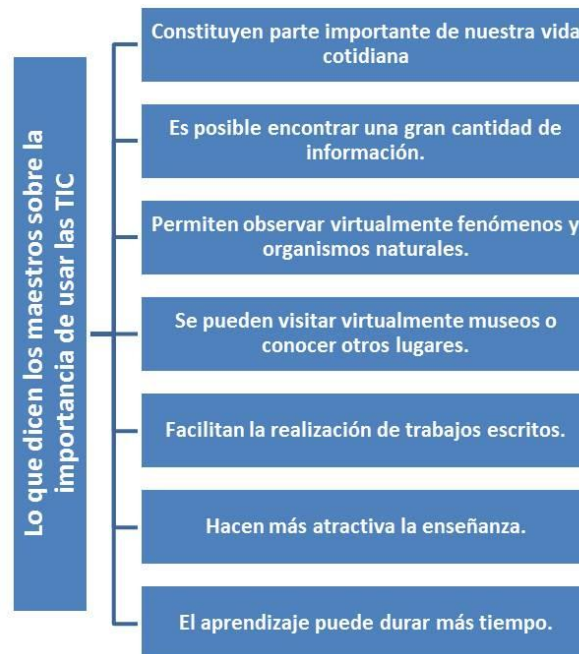 Lo que dicen los maestros sobre la
importancia de usar las TIC
Constituyen parte importante de nuestra vida
cotidiana
Es posible encontrar una gran cantidad de
información.
Permiten observar virtualmente fenómenos y
organismos naturales.
Se pueden visitar virtualmente museos o
conocer otros lugares.
Facilitan la realización de trabajos escritos.
Hacen más atractiva la enseñanza.
El aprendizaje puede durar más tiempo.